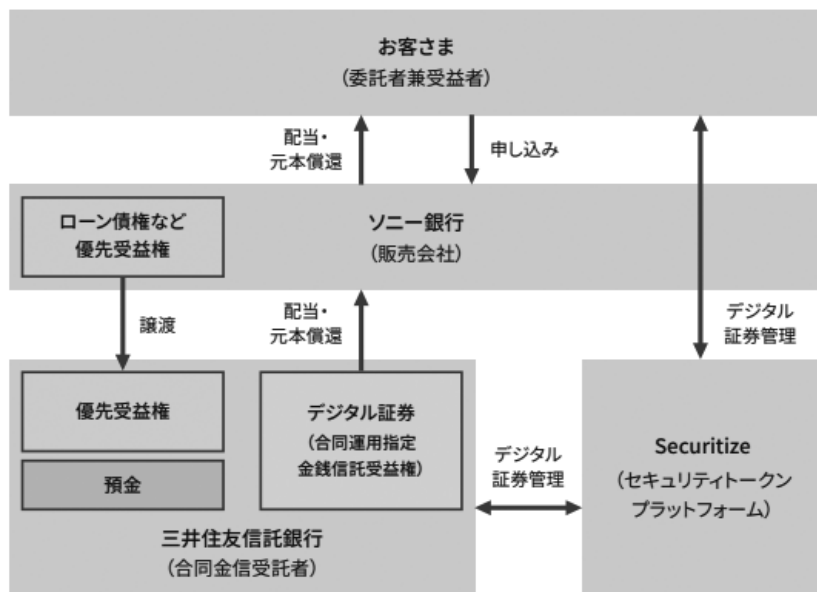 お客さま
（委託者兼受益者）
配当・
元本償還
申し込み
ローン債権など
優先受益権
ソニー銀行
（販売会社）
譲渡
配当・
元本償還
デジタル
証券管理
優先受益権
預金
デジタル証券
（合同運用指定
金銭信託受益権）
三井住友信託銀行
（合同金信受託者）
デジタル
証券管理
Securitize
（セキュリティトークン
プラットフォーム）